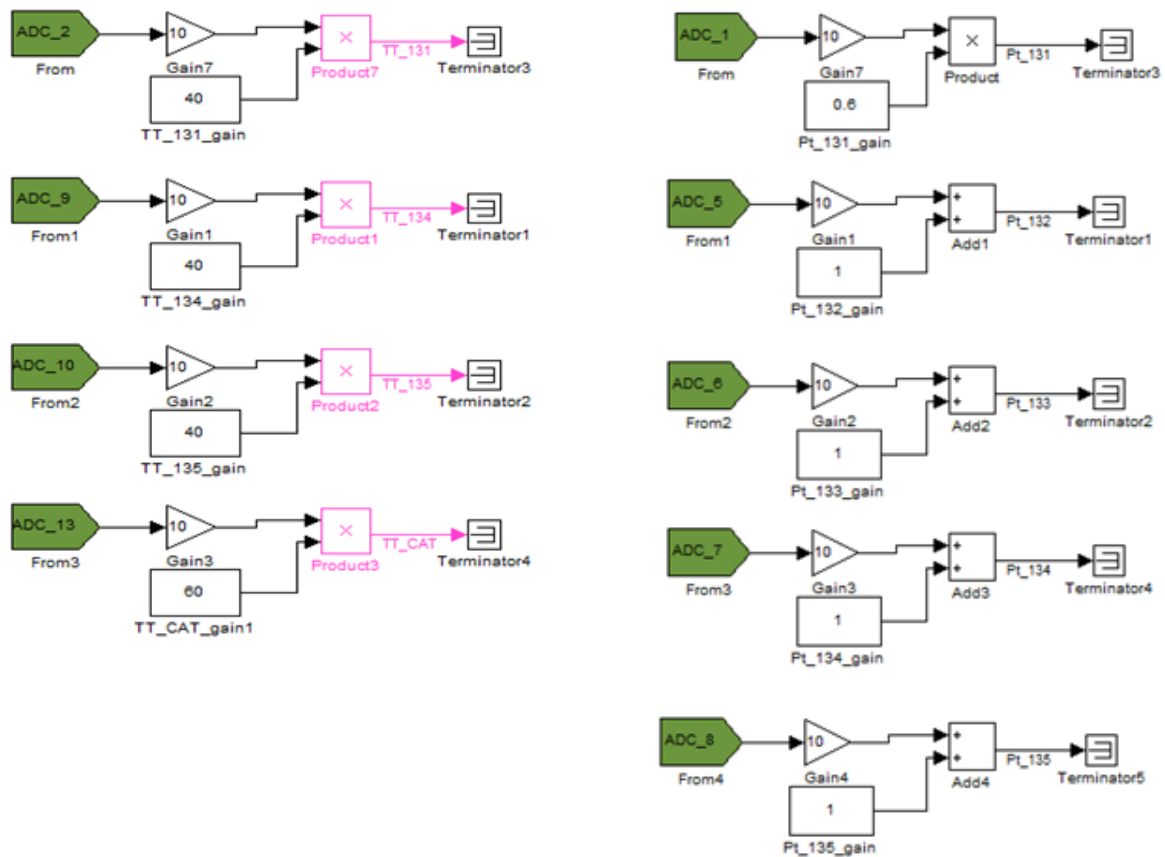 ADC_2
10
×
TT_131
From
Gain7
Product7
Terminator3
40
TT_131_gain
ADC_9
10
×
TT_134
From1
Gain1
Product1
Terminator1
40
TT_134_gain
ADC_10
10
×
TT_135
From2
Gain2
Product2
Terminator2
40
TT_135_gain
ADC_13
10
×
TT_CAT
From3
Gain3
Product3
Terminator4
60
TT_CAT_gain1
ADC_1
10
×
Pt_131
From
Gain7
Product
Terminator3
0.6
Pt_131_gain
ADC_5
10
+
+
Pt_132
From1
Gain1
Add1
Terminator1
1
Pt_132_gain
ADC_6
10
+
+
Pt_133
From2
Gain2
Add2
Terminator2
1
Pt_133_gain
ADC_7
10
+
+
Pt_134
From3
Gain3
Add3
Terminator4
1
Pt_134_gain
ADC_8
10
+
+
Pt_135
From4
Gain4
Add4
Terminator5
1
Pt_135_gain